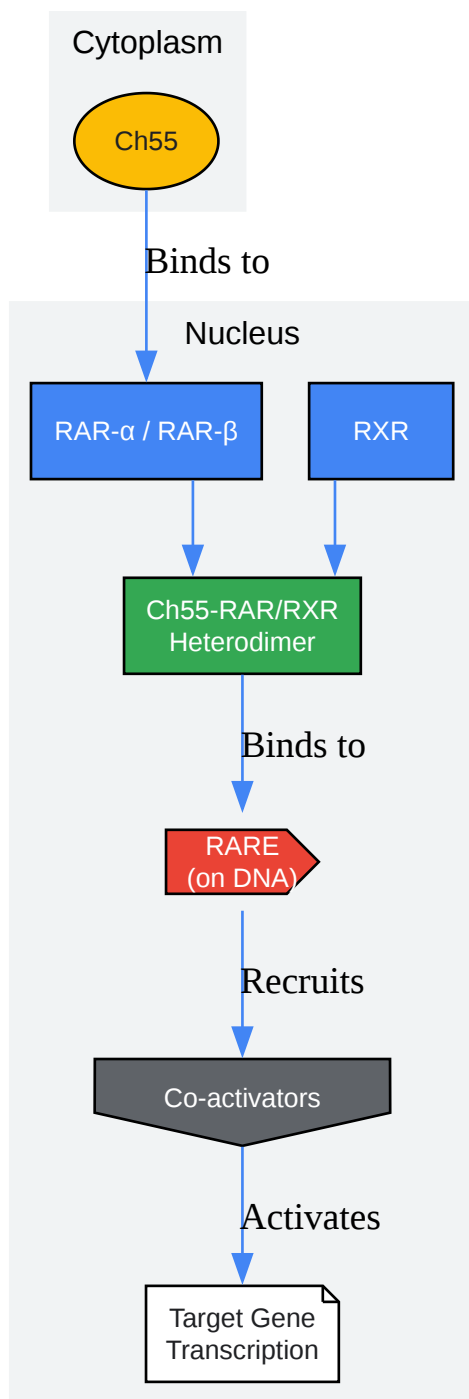 Cytoplasm
Ch55
Binds to
Nucleus
RAR-α / RAR-β
RXR
Ch55-RAR/RXR
Heterodimer
Binds to
RARE
(on DNA)
Recruits
Co-activators
Activates
Target Gene
Transcription